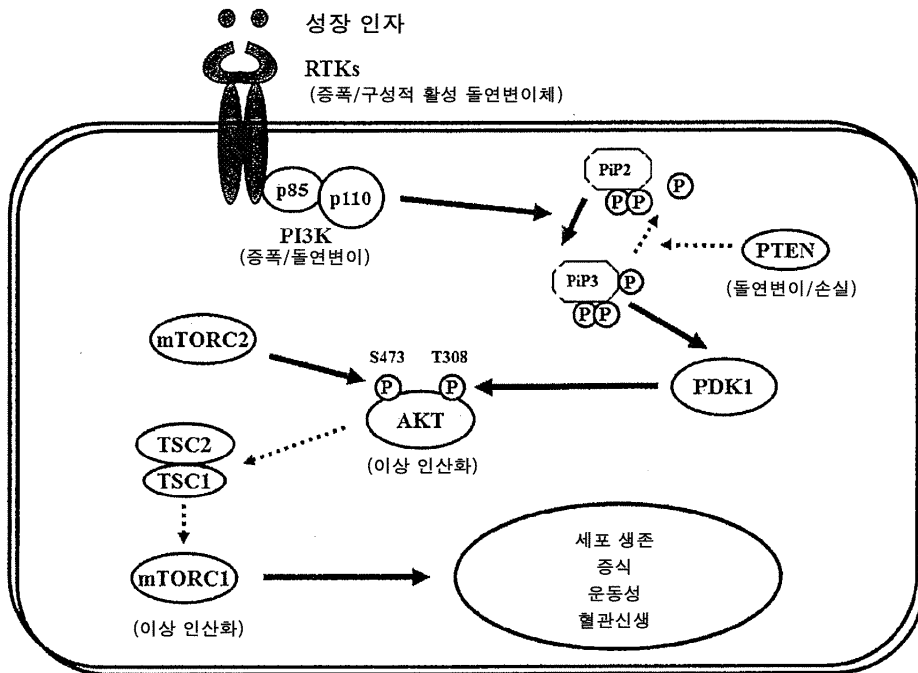 성장 인자
RTKs
(증폭/구성적 활성 돌연변이체)
PiP2
P P
P
p85
p110
PI3K
(증폭/돌연변이)
PTEN
(돌연변이/손실)
PiP3
P
P P
mTORC2
S473 T308
P P
AKT
(이상 인산화)
PDK1
TSC2
TSC1
mTORC1
(이상 인산화)
세포 생존
증식
운동성
혈관신생